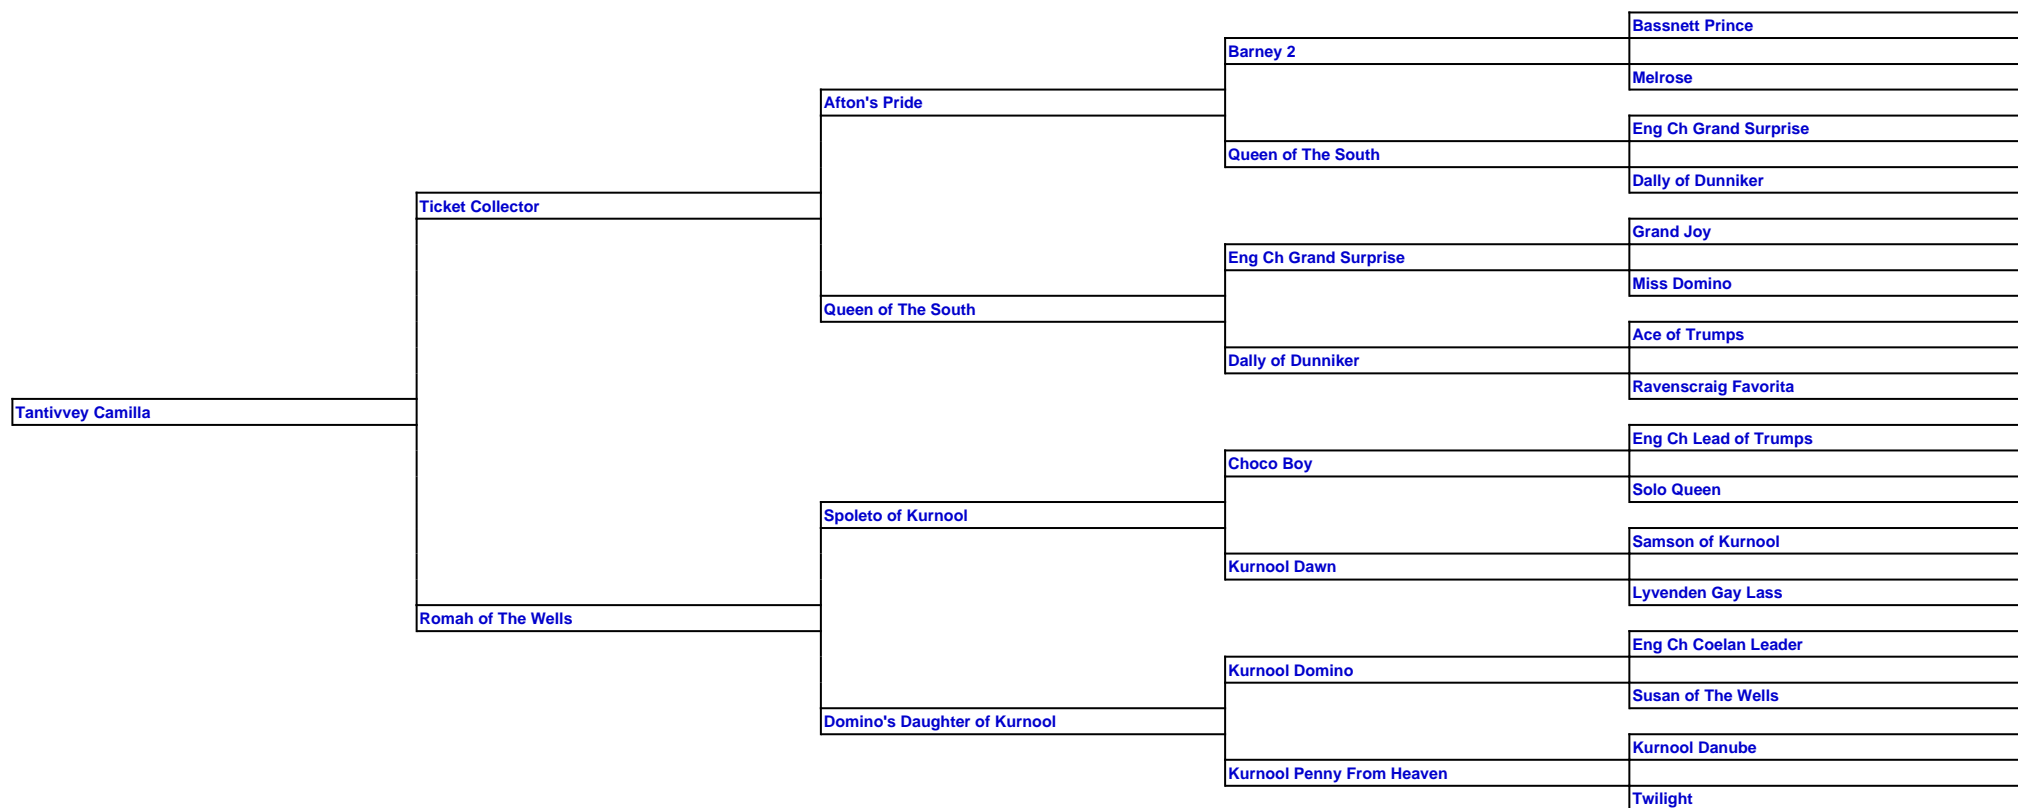 Bassnett Prince
Barney 2
Melrose
Afton's Pride
Eng Ch Grand Surprise
Queen of The South
Dally of Dunniker
Ticket Collector
Grand Joy
Eng Ch Grand Surprise
Miss Domino
Queen of The South
Ace of Trumps
Dally of Dunniker
Ravenscraig Favorita
Tantivvey Camilla
Eng Ch Lead of Trumps
Choco Boy
Solo Queen
Spoleto of Kurnool
Samson of Kurnool
Kurnool Dawn
Lyvenden Gay Lass
Romah of The Wells
Eng Ch Coelan Leader
Kurnool Domino
Susan of The Wells
Domino's Daughter of Kurnool
Kurnool Danube
Kurnool Penny From Heaven
Twilight